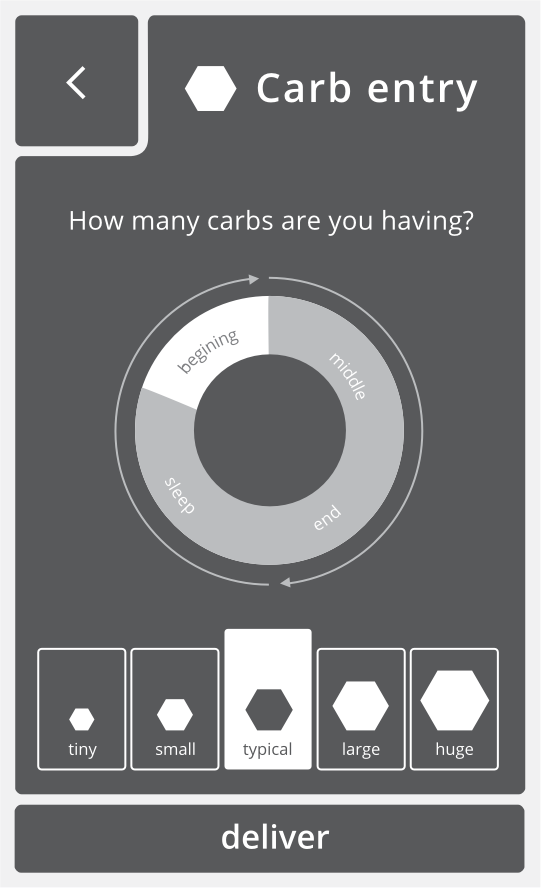 Carb entry
How many carbs are you having?
begining
middle
sleep
end
tiny
small
typical
large
huge
deliver